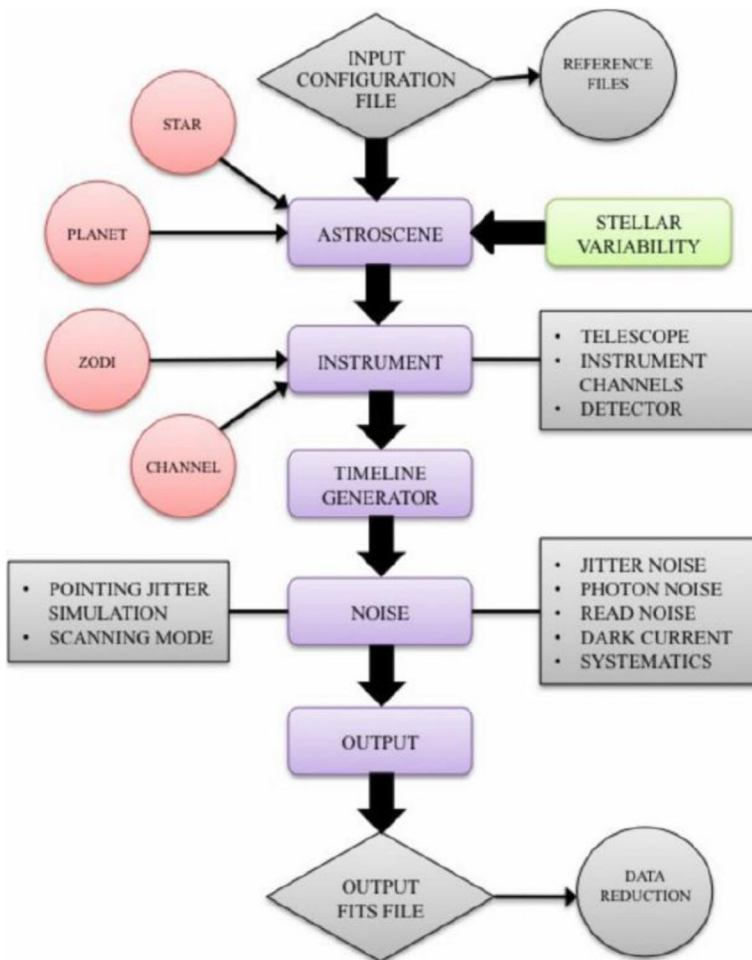 INPUT
CONFIGURATION
FILE
REFERENCE
FILES
STAR
PLANET
ASTROSCENE
STELLAR
VARIABILITY
ZODI
INSTRUMENT
• TELESCOPE
• INSTRUMENT
CHANNELS
• DETECTOR
CHANNEL
TIMELINE
GENERATOR
• POINTING JITTER
SIMULATION
• SCANNING MODE
NOISE
• JITTER NOISE
• PHOTON NOISE
• READ NOISE
• DARK CURRENT
• SYSTEMATICS
OUTPUT
OUTPUT
FITS FILE
DATA
REDUCTION